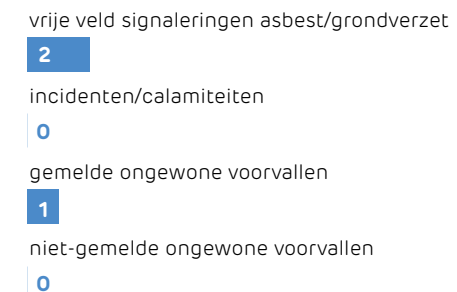 vrije veld signaleringen asbest/grondverzet
2
incidenten/calamiteiten
0
gemelde ongewone voorvallen
1
niet-gemelde ongewone voorvallen
0